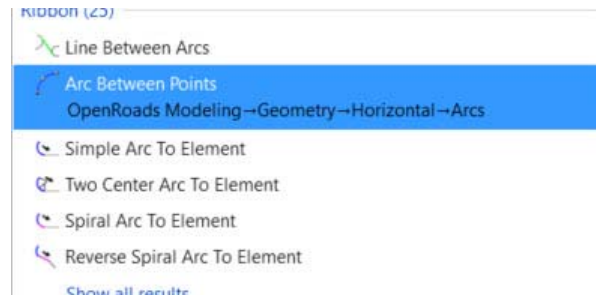 Ribbon (25)
Line Between Arcs
Arc Between Points
OpenRoads Modeling→Geometry→Horizontal→Arcs
Simple Arc To Element
Two Center Arc To Element
Spiral Arc To Element
Reverse Spiral Arc To Element
Show all results